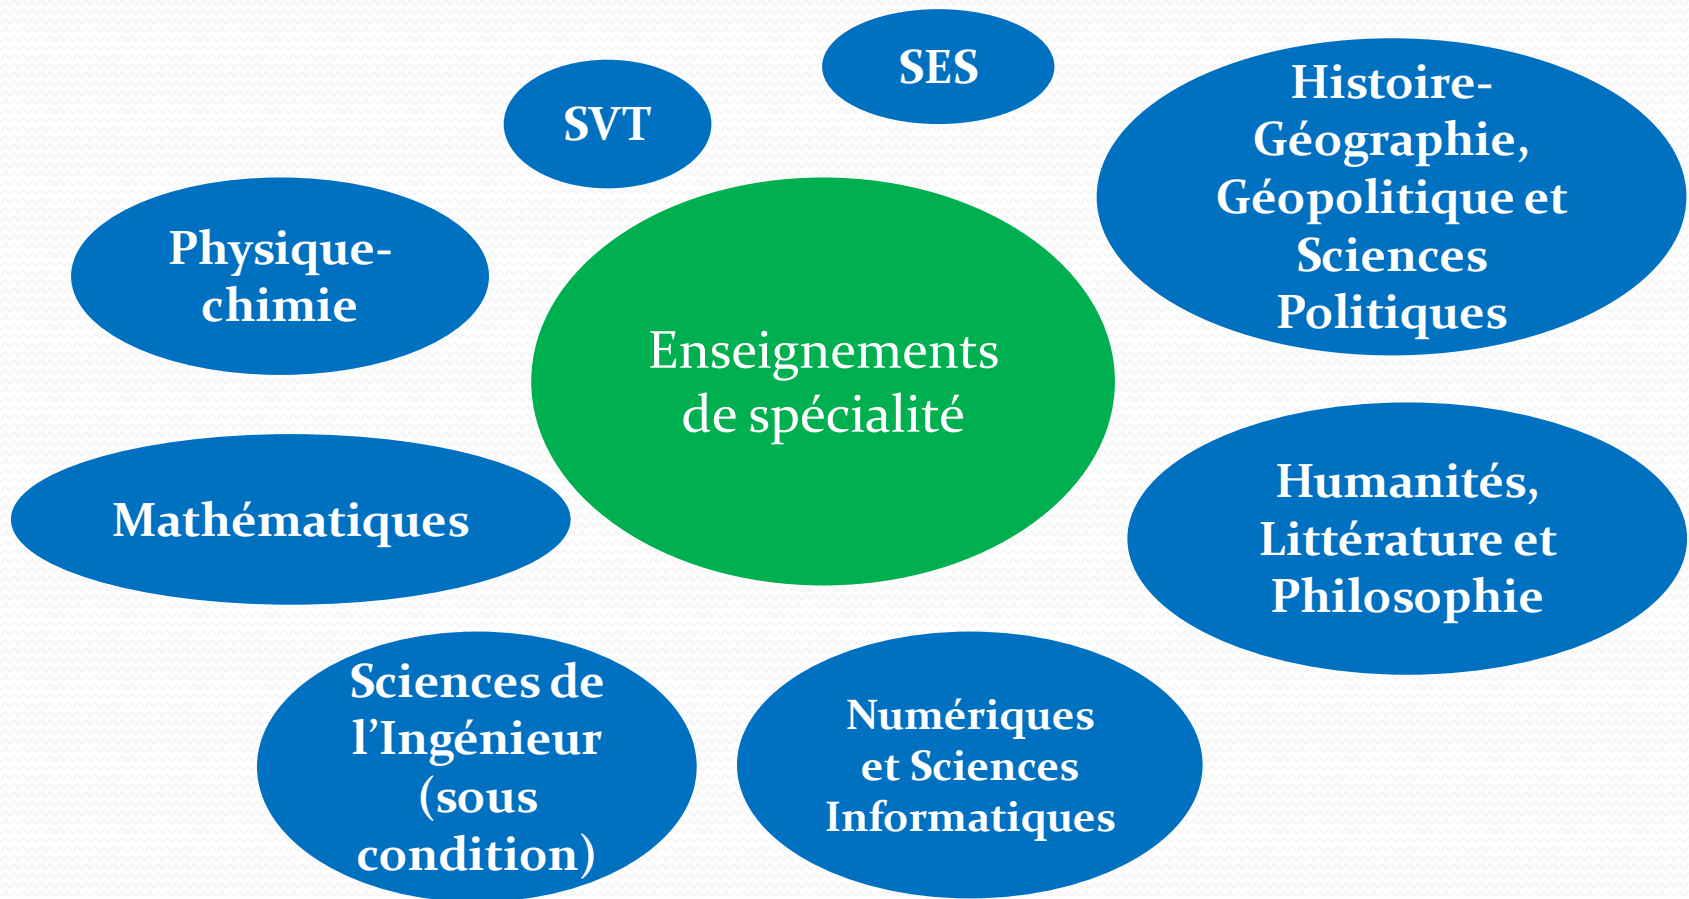 SES
SVT
Histoire-
Géographie,
Géopolitique et
Sciences
Politiques
Physique-
chimie
Enseignements
de spécialité
Mathématiques
Humanités,
Littérature et
Philosophie
Sciences de
l’Ingénieur
(sous
condition)
Numériques
et Sciences
Informatiques